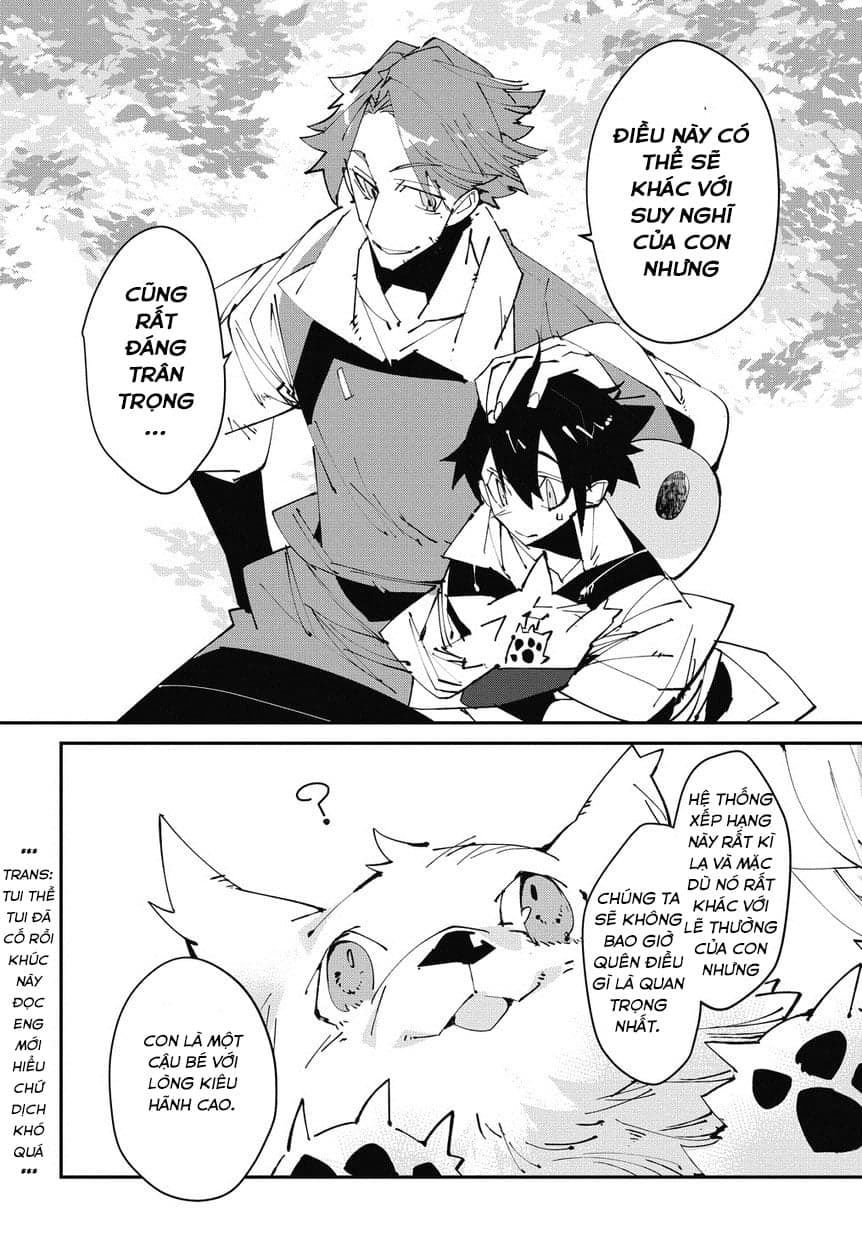 ĐIỀU NÀY CÓ
THỂ SẼ
KHÁC VỚI
SUY NGHĨ
CỦA CON
NHƯNG
CŨNG
RẤT
ĐÁNG
TRÂN
TRỌNG
...
?
HỆ THỐNG
XẾP HẠNG
NÀY RẤT KÌ
LẠ VÀ MẶC
DÙ NÓ RẤT
KHÁC VỚI
LẼ THƯỜNG
CỦA CON
NHƯNG
CHÚNG TA
SẼ KHÔNG
BAO GIỜ
QUÊN ĐIỀU
GÌ LÀ QUAN
TRỌNG
NHẤT.
CON LÀ MỘT
CẬU BÉ VỚI
LÒNG KIÊU
HÃNH CAO.
***
TRANS:
TUI THỀ
TUI ĐÃ
CỐ RỒI
KHÚC
NÀY
ĐỌC
ENG
MỚI
HIỂU
CHỨ
DỊCH
KHÓ
QUÁ
***